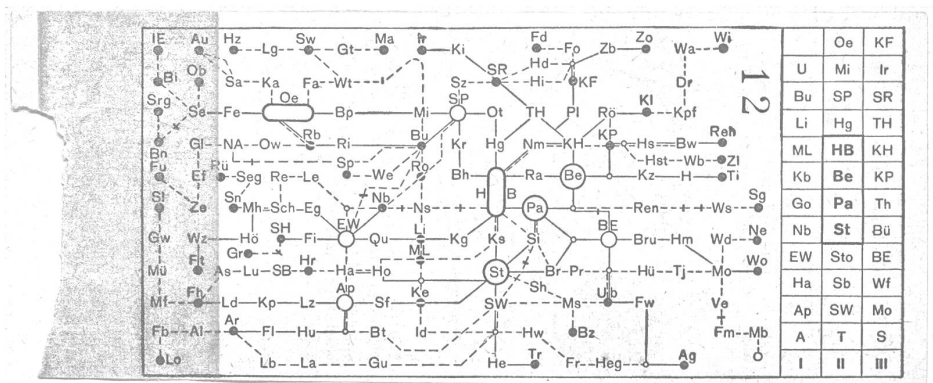 IE Au Hz Lg Sw Gt Ma Ir Ki Fd Fo Zb Zo Wa Wi Oe KF
Bi Ob Sa Ka Fa Wt Sz SR Hd Hi KF Dr U Mi Ir
Srg Se Fe Oe Bp Mi SP Ot TH Pl Rö Kl Kpf 12 Bu SP SR
Bn Gl NA Ow Rb Ri Bu Kr Hg Nm KH KP Hs Bw Reh Li Hg TH
Fu Rü Sp Ro Hst Wb Zl ML HB KH
Ef Seg Re Le We Bh H B Ra Be Kz H Ti Kb Be KP
Sl Ze Sn Mh Sch Eg Nb Ns Pa Ren Ws Sg Go Pa Th
Gw Wz Hö SH Fi EW Qu L Kg Ks Si BE Bru Hm Wd Ne Nb St Bü
Gr ML EW Sto BE
Mü Ft As Lu SB Hr Ha Ho St Br Pr Hü Tj Mo Wo Ha Sb Wf
Mf Fh Ld Kp Lz Ap Sf Ke SW Sh Ms Ub Fw Ve Ap SW Mo
Fb Al Ar Fl Hu Bt Id Hw Bz Fm Mb A T S
Lo Lb La Gu He Tr Fr Heg Ag I II III